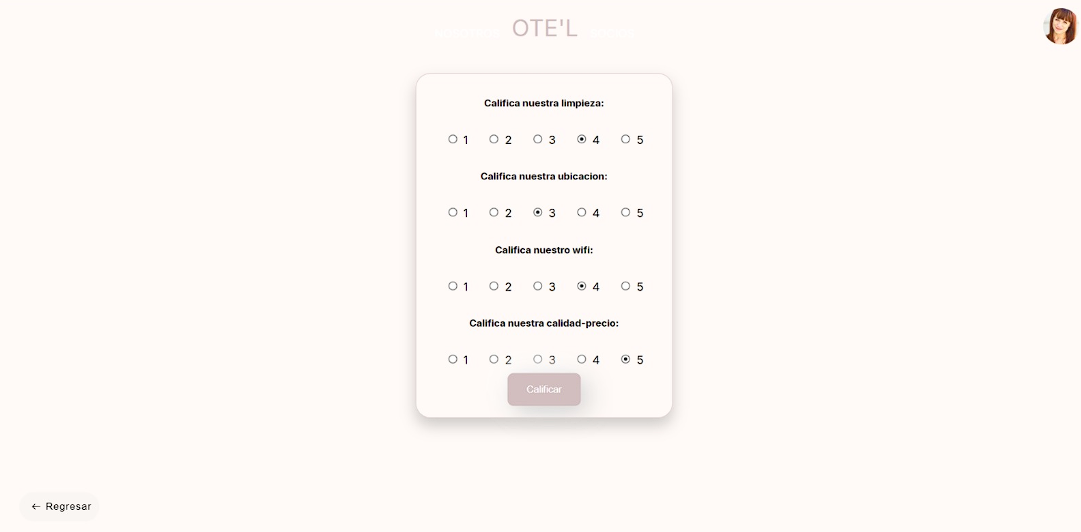 OTE'L
Califica nuestra limpieza:
1 2 3 4 5
Califica nuestra ubicacion:
1 2 3 4 5
Califica nuestro wifi:
1 2 3 4 5
Califica nuestra calidad-precio:
1 2 3 4 5
Calificar
← Regresar